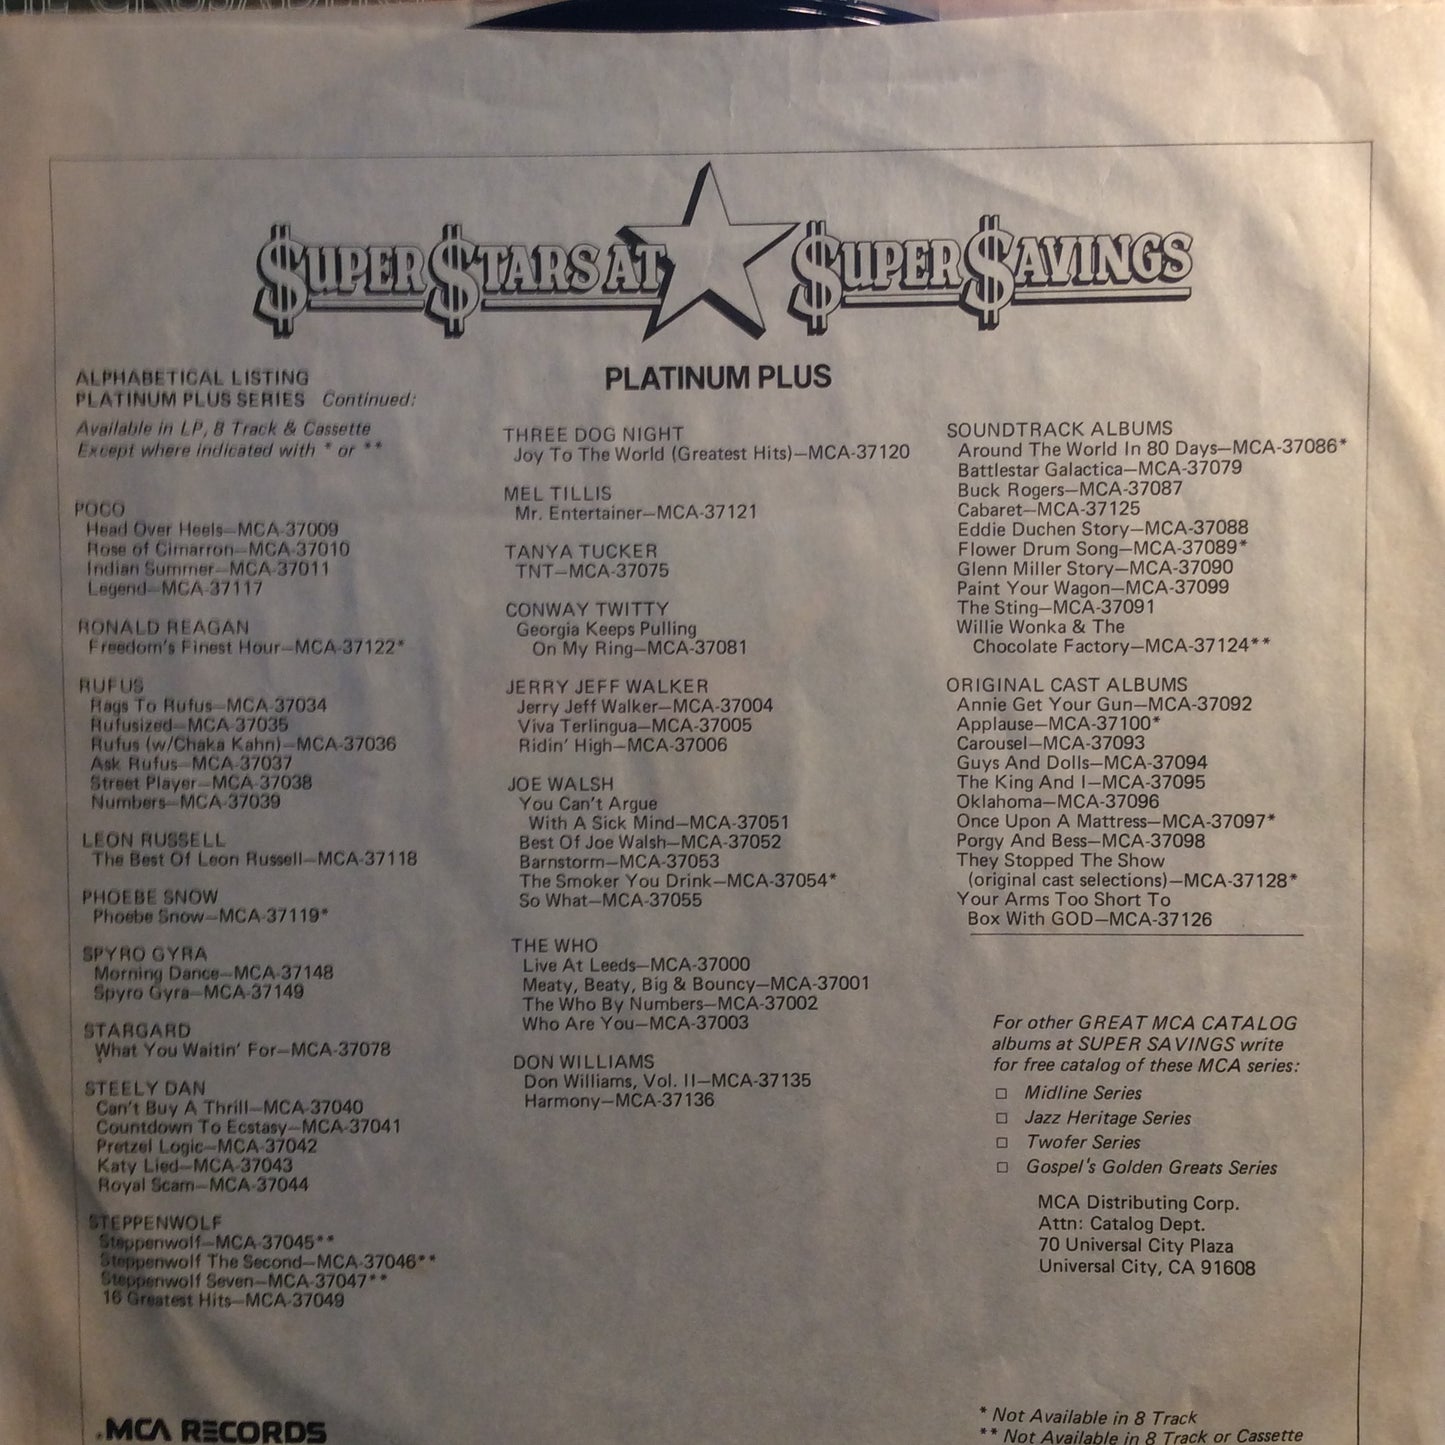 THE CRUSADERS
$UPER $TARS AT $UPER $AVINGS
ALPHABETICAL LISTING
PLATINUM PLUS SERIES Continued:
Available in LP, 8 Track & Cassette
Except where indicated with * or **
POCO
Head Over Heels—MCA-37009
Rose of Cimarron—MCA-37010
Indian Summer—MCA-37011
Legend—MCA-37117
RONALD REAGAN
Freedom's Finest Hour—MCA-37122*
RUFUS
Rags To Rufus—MCA-37034
Rufusized—MCA-37035
Rufus (w/Chaka Kahn)—MCA-37036
Ask Rufus—MCA-37037
Street Player—MCA-37038
Numbers—MCA-37039
LEON RUSSELL
The Best Of Leon Russell—MCA-37118
PHOEBE SNOW
Phoebe Snow—MCA-37119*
SPYRO GYRA
Morning Dance—MCA-37148
Spyro Gyra—MCA-37149
STARGARD
What You Waitin' For—MCA-37078
STEELY DAN
Can't Buy A Thrill—MCA-37040
Countdown To Ecstasy—MCA-37041
Pretzel Logic—MCA-37042
Katy Lied—MCA-37043
Royal Scam—MCA-37044
STEPPENWOLF
Steppenwolf—MCA-37045**
Steppenwolf The Second—MCA-37046**
Steppenwolf Seven—MCA-37047**
16 Greatest Hits—MCA-37049
MCA RECORDS
PLATINUM PLUS
THREE DOG NIGHT
Joy To The World (Greatest Hits)—MCA-37120
MEL TILLIS
Mr. Entertainer—MCA-37121
TANYA TUCKER
TNT—MCA-37075
CONWAY TWITTY
Georgia Keeps Pulling
On My Ring—MCA-37081
JERRY JEFF WALKER
Jerry Jeff Walker—MCA-37004
Viva Terlingua—MCA-37005
Ridin' High—MCA-37006
JOE WALSH
You Can't Argue
With A Sick Mind—MCA-37051
Best Of Joe Walsh—MCA-37052
Barnstorm—MCA-37053
The Smoker You Drink—MCA-37054*
So What—MCA-37055
THE WHO
Live At Leeds—MCA-37000
Meaty, Beaty, Big & Bouncy—MCA-37001
The Who By Numbers—MCA-37002
Who Are You—MCA-37003
DON WILLIAMS
Don Williams, Vol. II—MCA-37135
Harmony—MCA-37136
SOUNDTRACK ALBUMS
Around The World In 80 Days—MCA-37086*
Battlestar Galactica—MCA-37079
Buck Rogers—MCA-37087
Cabaret—MCA-37125
Eddie Duchen Story—MCA-37088
Flower Drum Song—MCA-37089*
Glenn Miller Story—MCA-37090
Paint Your Wagon—MCA-37099
The Sting—MCA-37091
Willie Wonka & The
Chocolate Factory—MCA-37124**
ORIGINAL CAST ALBUMS
Annie Get Your Gun—MCA-37092
Applause—MCA-37100*
Carousel—MCA-37093
Guys And Dolls—MCA-37094
The King And I—MCA-37095
Oklahoma—MCA-37096
Once Upon A Mattress—MCA-37097*
Porgy And Bess—MCA-37098
They Stopped The Show
(original cast selections)—MCA-37128*
Your Arms Too Short To
Box With GOD—MCA-37126
For other GREAT MCA CATALOG
albums at SUPER SAVINGS write
for free catalog of these MCA series:
☐ Midline Series
☐ Jazz Heritage Series
☐ Twofer Series
☐ Gospel's Golden Greats Series
MCA Distributing Corp.
Attn: Catalog Dept.
70 Universal City Plaza
Universal City, CA 91608
* Not Available in 8 Track
** Not Available in 8 Track or Cassette